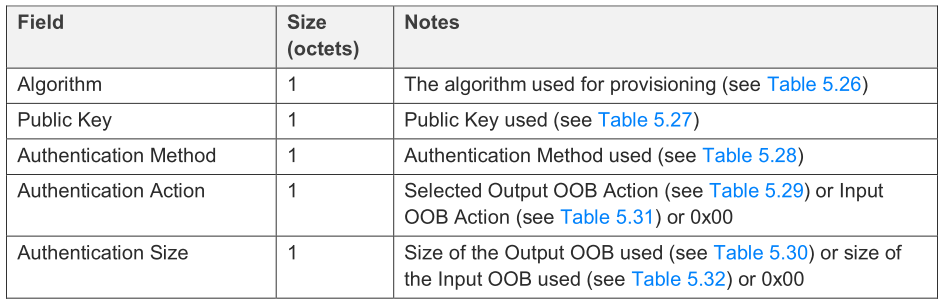 Field Size Notes
(octets)
Algorithm 1 The algorithm used for provisioning (see Table 5.26)
Public Key 1 Public Key used (see Table 5.27)
Authentication Method 1 Authentication Method used (see Table 5.28)
Authentication Action 1 Selected Output OOB Action (see Table 5.29) or Input
OOB Action (see Table 5.31) or 0x00
Authentication Size 1 Size of the Output OOB used (see Table 5.30) or size of
the Input OOB used (see Table 5.32) or 0x00